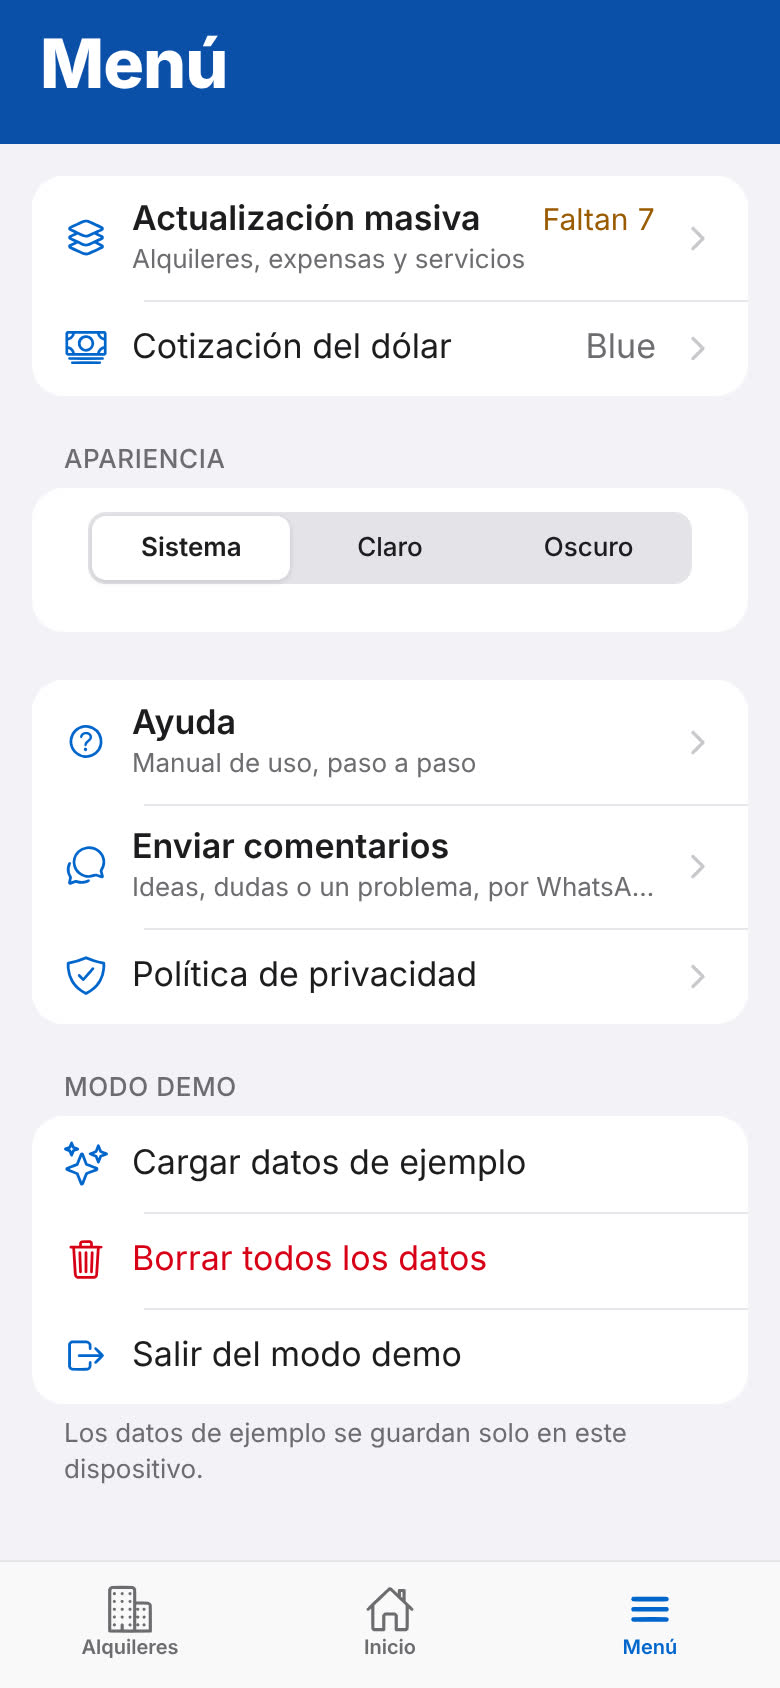 Menú
Actualización masiva
Faltan 7
Alquileres, expensas y servicios
Cotización del dólar
Blue
APARIENCIA
Sistema
Claro
Oscuro
Ayuda
Manual de uso, paso a paso
Enviar comentarios
Ideas, dudas o un problema, por WhatsA...
Política de privacidad
MODO DEMO
Cargar datos de ejemplo
Borrar todos los datos
Salir del modo demo
Los datos de ejemplo se guardan solo en este
dispositivo.
Alquileres
Inicio
Menú